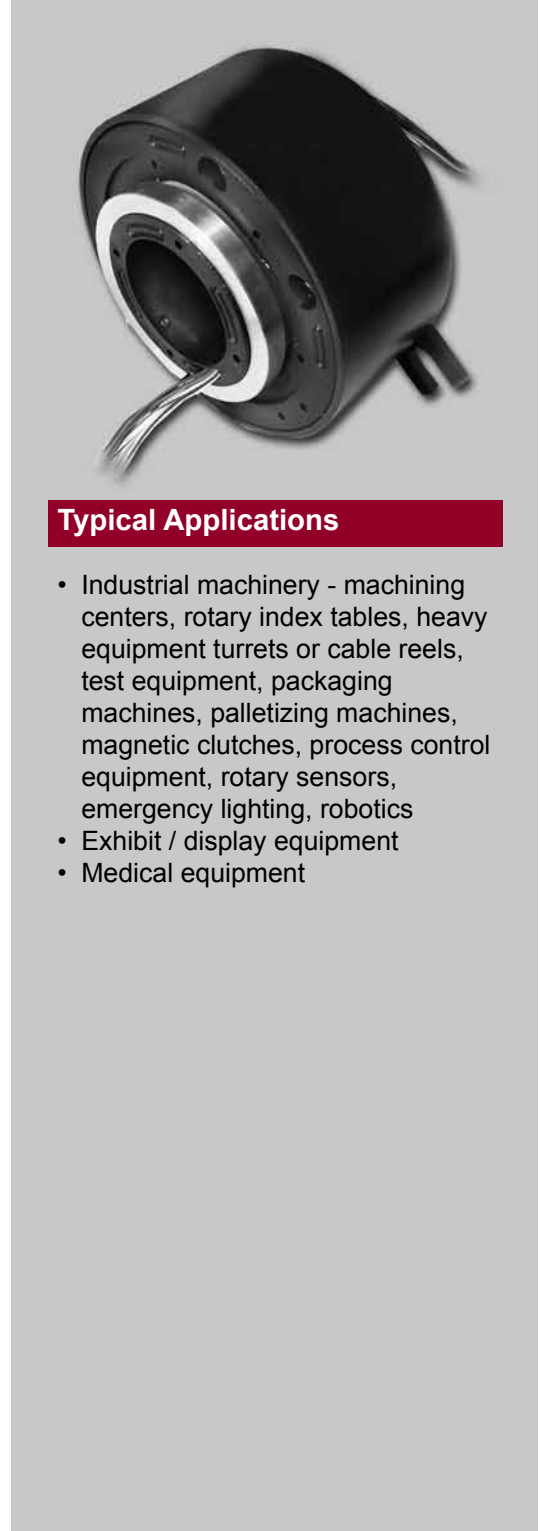 Typical Applications
• Industrial machinery - machining
centers, rotary index tables, heavy
equipment turrets or cable reels,
test equipment, packaging
machines, palletizing machines,
magnetic clutches, process control
equipment, rotary sensors,
emergency lighting, robotics
• Exhibit / display equipment
• Medical equipment